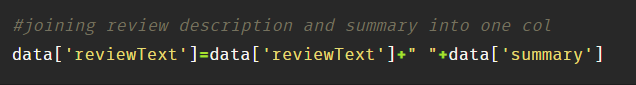 #joining review description and summary into one col
data['reviewText']=data['reviewText']+" "+data['summary']